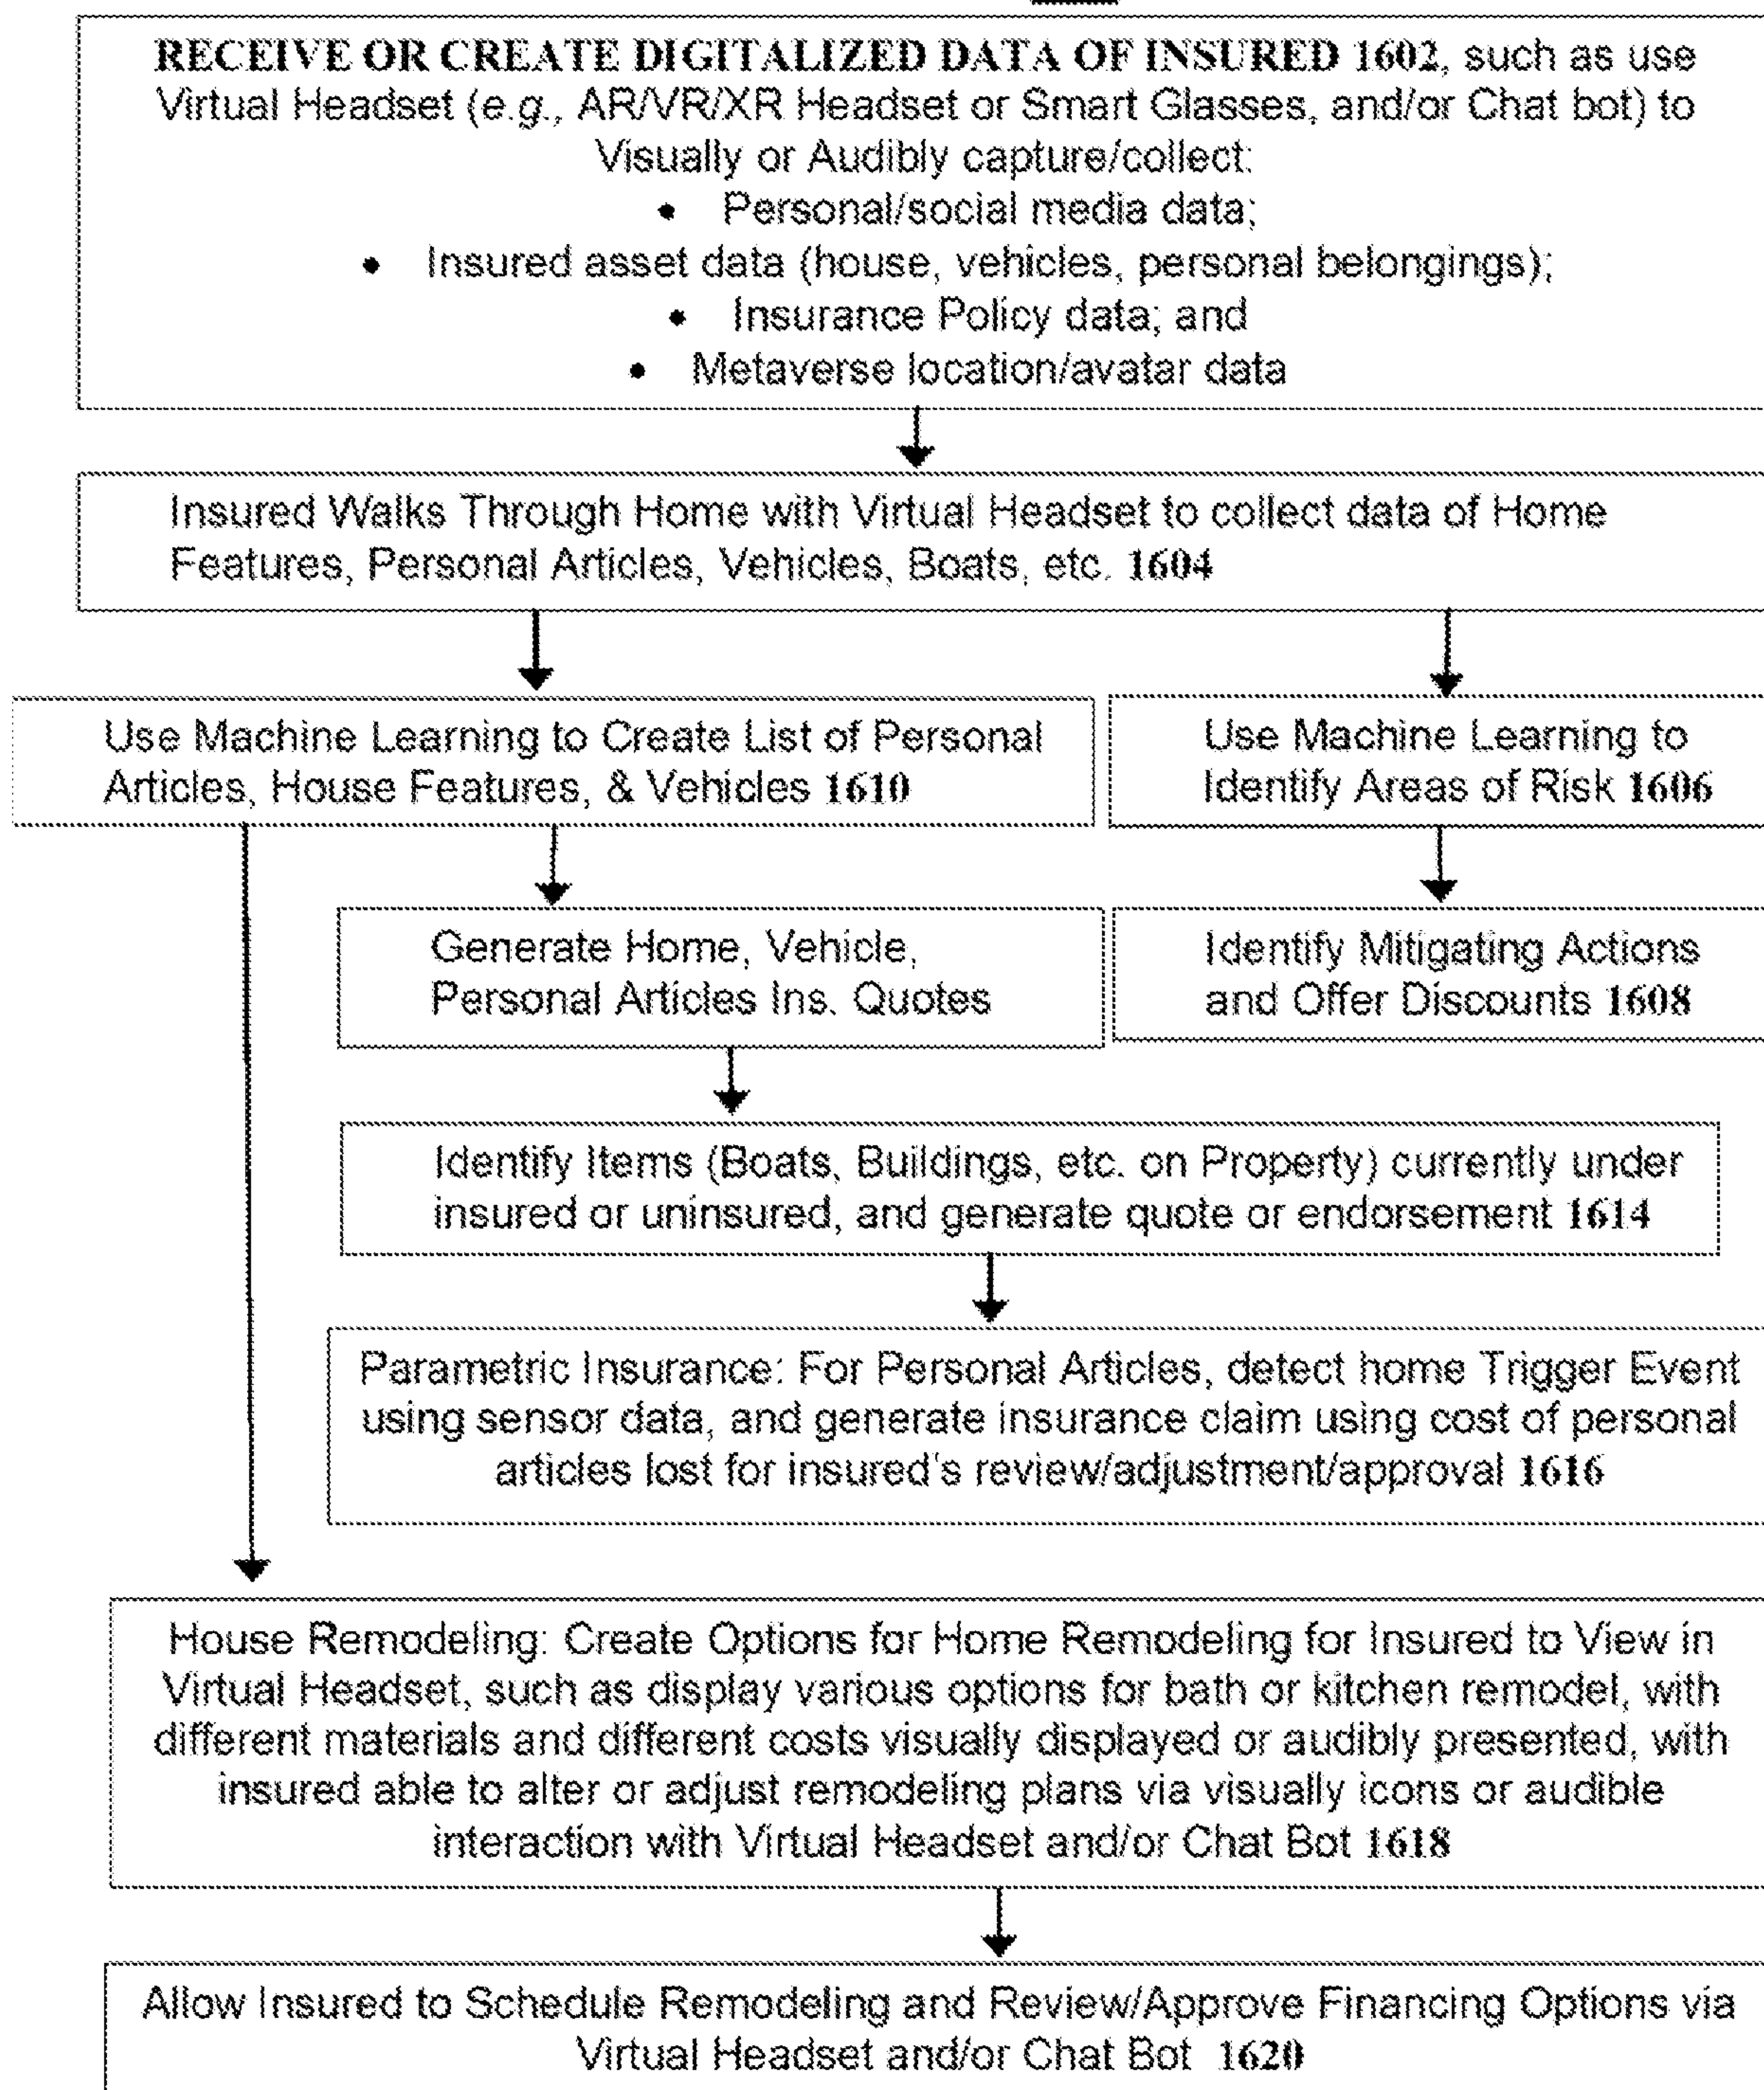 RECEIVE OR CREATE DIGITALIZED DATA OF INSURED 1602, such as use
Virtual Headset (e.g., AR/VR/XR Headset or Smart Glasses, and/or Chat bot) to
Visually or Audibly capture/collect:
• Personal/social media data;
• Insured asset data (house, vehicles, personal belongings);
• Insurance Policy data; and
• Metaverse location/avatar data
Insured Walks Through Home with Virtual Headset to collect data of Home
Features, Personal Articles, Vehicles, Boats, etc. 1604
Use Machine Learning to Create List of Personal
Articles, House Features, & Vehicles 1610
Use Machine Learning to
Identify Areas of Risk 1606
Generate Home, Vehicle,
Personal Articles Ins. Quotes
Identify Mitigating Actions
and Offer Discounts 1608
Identify Items (Boats, Buildings, etc. on Property) currently under
insured or uninsured, and generate quote or endorsement 1614
Parametric Insurance: For Personal Articles, detect home Trigger Event
using sensor data, and generate insurance claim using cost of personal
articles lost for insured's review/adjustment/approval 1616
House Remodeling: Create Options for Home Remodeling for Insured to View in
Virtual Headset, such as display various options for bath or kitchen remodel, with
different materials and different costs visually displayed or audibly presented, with
insured able to alter or adjust remodeling plans via visually icons or audible
interaction with Virtual Headset and/or Chat Bot 1618
Allow Insured to Schedule Remodeling and Review/Approve Financing Options via
Virtual Headset and/or Chat Bot 1620